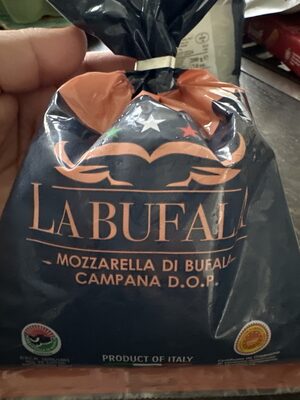 LA BUFALA
MOZZARELLA DI BUFALA
CAMPANA D.O.P.
PRODUCT OF ITALY